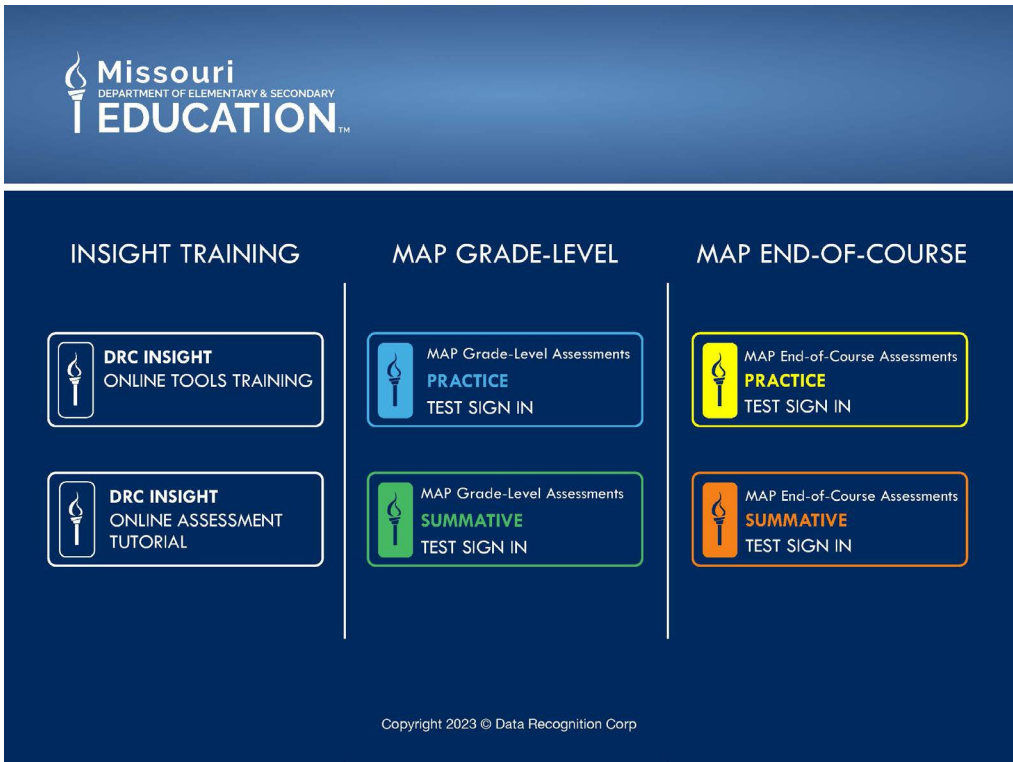 Missouri
DEPARTMENT OF ELEMENTARY & SECONDARY
EDUCATION™
INSIGHT TRAINING
DRC INSIGHT
ONLINE TOOLS TRAINING
DRC INSIGHT
ONLINE ASSESSMENT
TUTORIAL
MAP GRADE-LEVEL
MAP Grade-Level Assessments
PRACTICE
TEST SIGN IN
MAP Grade-Level Assessments
SUMMATIVE
TEST SIGN IN
MAP END-OF-COURSE
MAP End-of-Course Assessments
PRACTICE
TEST SIGN IN
MAP End-of-Course Assessments
SUMMATIVE
TEST SIGN IN
Copyright 2023 © Data Recognition Corp